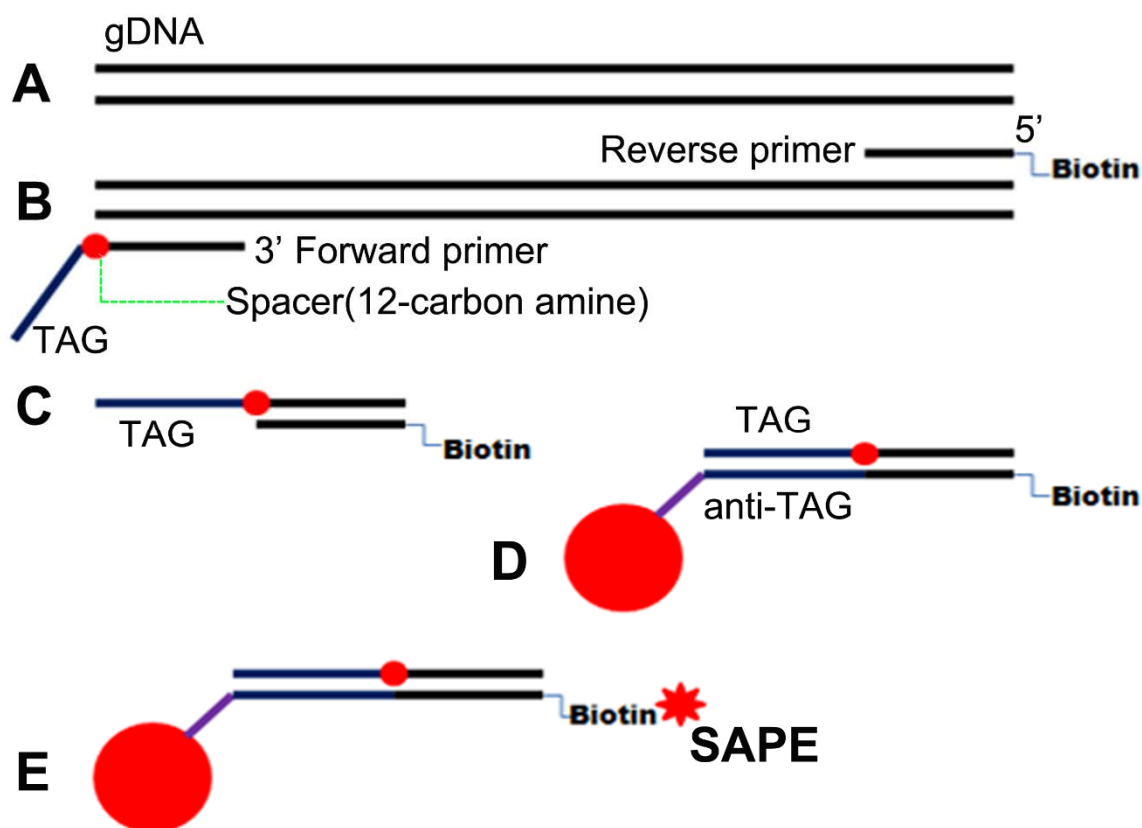 gDNA
A
5’
Reverse primer
Biotin
B
3’ Forward primer
Spacer(12-carbon amine)
TAG
C
TAG
Biotin
TAG
Biotin
anti-TAG
D
Biotin
SAPE
E